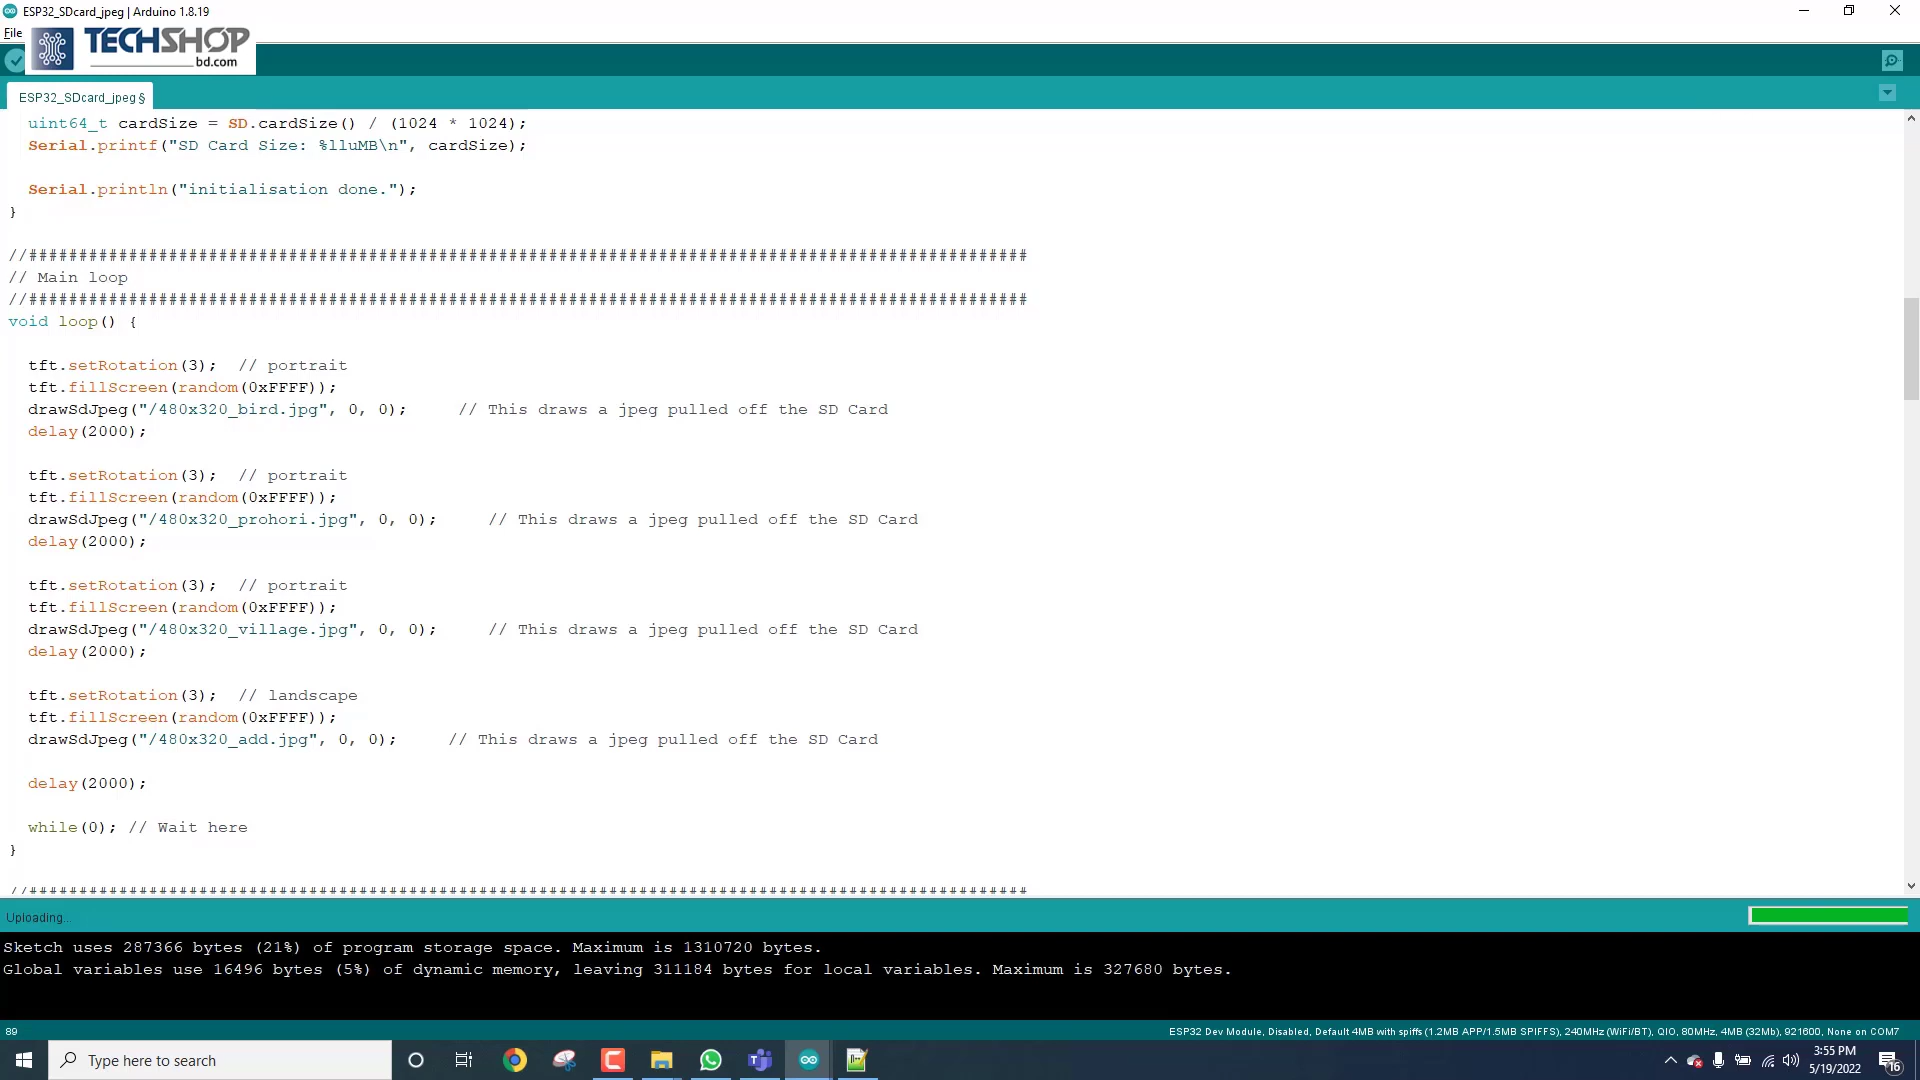 ESP32_SDcard_jpeg | Arduino 1.8.19
File
TECHSHOP
bd.com
ESP32_SDcard_jpeg §
uint64_t cardSize = SD.cardSize() / (1024 * 1024);
Serial.printf("SD Card Size: %lluMB\n", cardSize);
Serial.println("initialisation done.");
}
//####################################################################################################
// Main loop
//####################################################################################################
void loop() {
tft.setRotation(3);  // portrait
tft.fillScreen(random(0xFFFF));
drawSdJpeg("/480x320_bird.jpg", 0, 0);     // This draws a jpeg pulled off the SD Card
delay(2000);
tft.setRotation(3);  // portrait
tft.fillScreen(random(0xFFFF));
drawSdJpeg("/480x320_prohori.jpg", 0, 0);     // This draws a jpeg pulled off the SD Card
delay(2000);
tft.setRotation(3);  // portrait
tft.fillScreen(random(0xFFFF));
drawSdJpeg("/480x320_village.jpg", 0, 0);     // This draws a jpeg pulled off the SD Card
delay(2000);
tft.setRotation(3);  // landscape
tft.fillScreen(random(0xFFFF));
drawSdJpeg("/480x320_add.jpg", 0, 0);     // This draws a jpeg pulled off the SD Card
delay(2000);
while(0); // Wait here
}
//####################################################################################################
Uploading...
Sketch uses 287366 bytes (21%) of program storage space. Maximum is 1310720 bytes.
Global variables use 16496 bytes (5%) of dynamic memory, leaving 311184 bytes for local variables. Maximum is 327680 bytes.
89
ESP32 Dev Module, Disabled, Default 4MB with spiffs (1.2MB APP/1.5MB SPIFFS), 240MHz (WiFi/BT), QIO, 80MHz, 4MB (32Mb), 921600, None on COM7
Type here to search
3:55 PM
5/19/2022
16